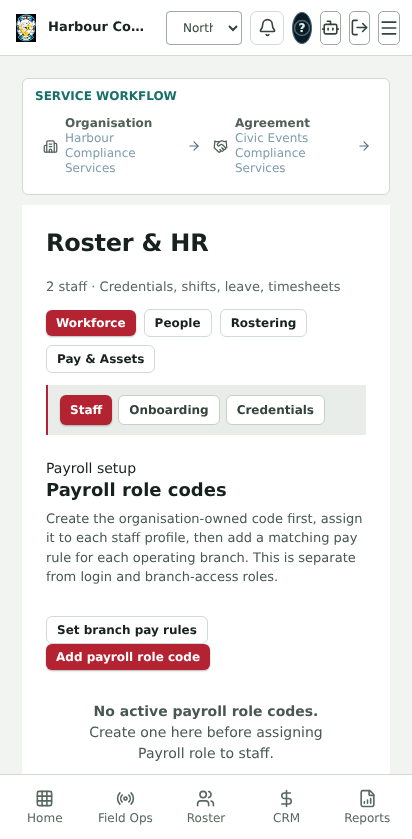 Harbour Co...
North
?
SERVICE WORKFLOW
Organisation
Harbour
Compliance
Services
Agreement
Civic Events
Compliance
Services
Roster & HR
2 staff · Credentials, shifts, leave, timesheets
Workforce
People
Rostering
Pay & Assets
Staff
Onboarding
Credentials
Payroll setup
Payroll role codes
Create the organisation-owned code first, assign
it to each staff profile, then add a matching pay
rule for each operating branch. This is separate
from login and branch-access roles.
Set branch pay rules
Add payroll role code
No active payroll role codes.
Create one here before assigning
Payroll role to staff.
Home
Field Ops
Roster
CRM
Reports